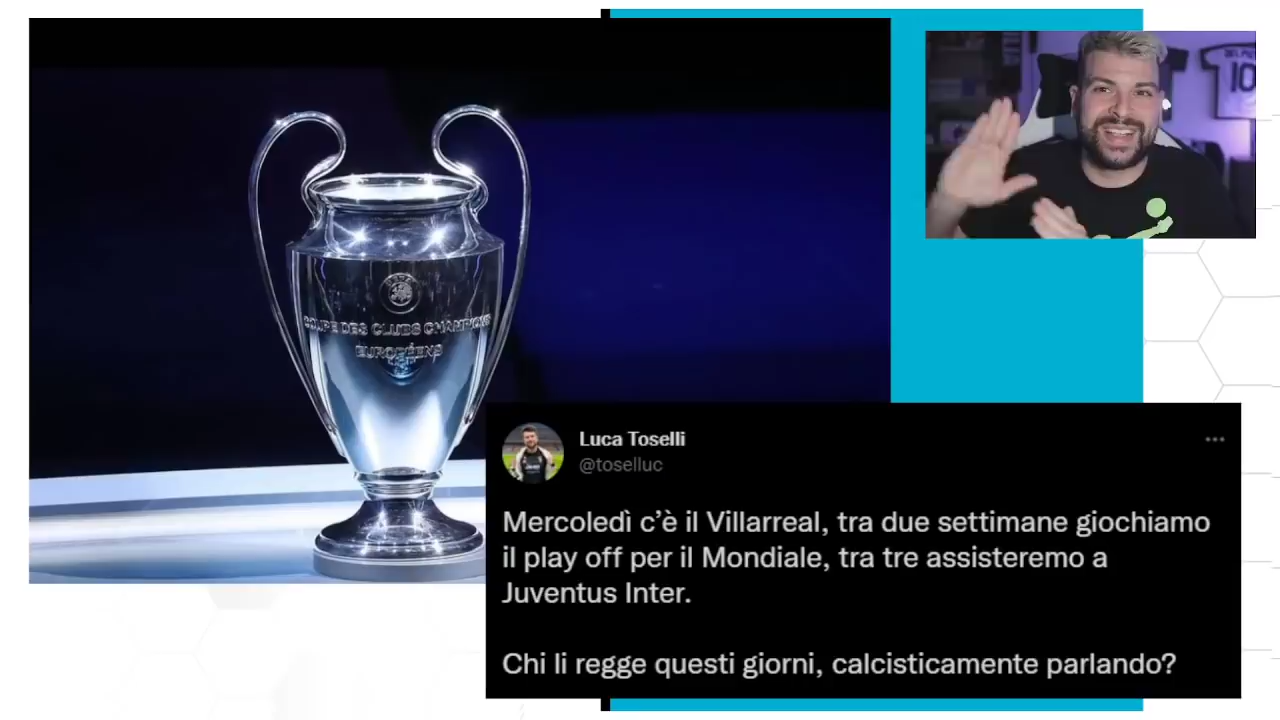 COUPE DES CLUBS CHAMPIONS
EUROPÉENS
10
Luca Toselli
@toselluc
Mercoledì c'è il Villarreal, tra due settimane giochiamo
il play off per il Mondiale, tra tre assisteremo a
Juventus Inter.
Chi li regge questi giorni, calcisticamente parlando?